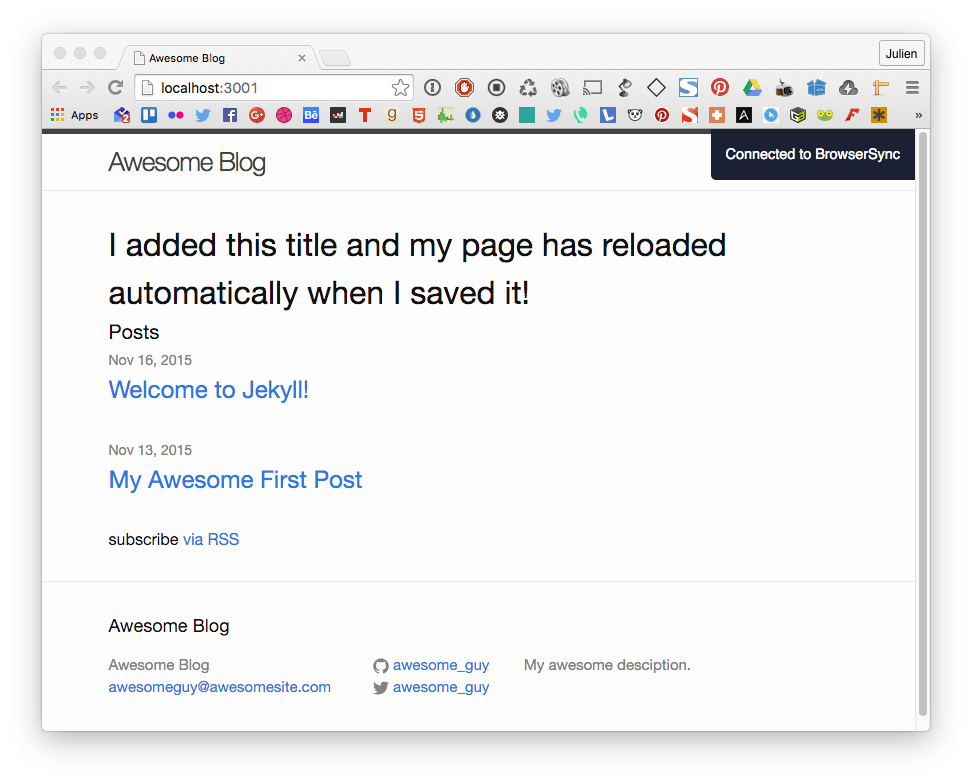 Awesome Blog
Julien
localhost:3001
Apps
Awesome Blog
Connected to BrowserSync
I added this title and my page has reloaded
automatically when I saved it!
Posts
Nov 16, 2015
Welcome to Jekyll!
Nov 13, 2015
My Awesome First Post
subscribe via RSS
Awesome Blog
Awesome Blog
awesomeguy@awesomesite.com
awesome_guy
awesome_guy
My awesome desciption.